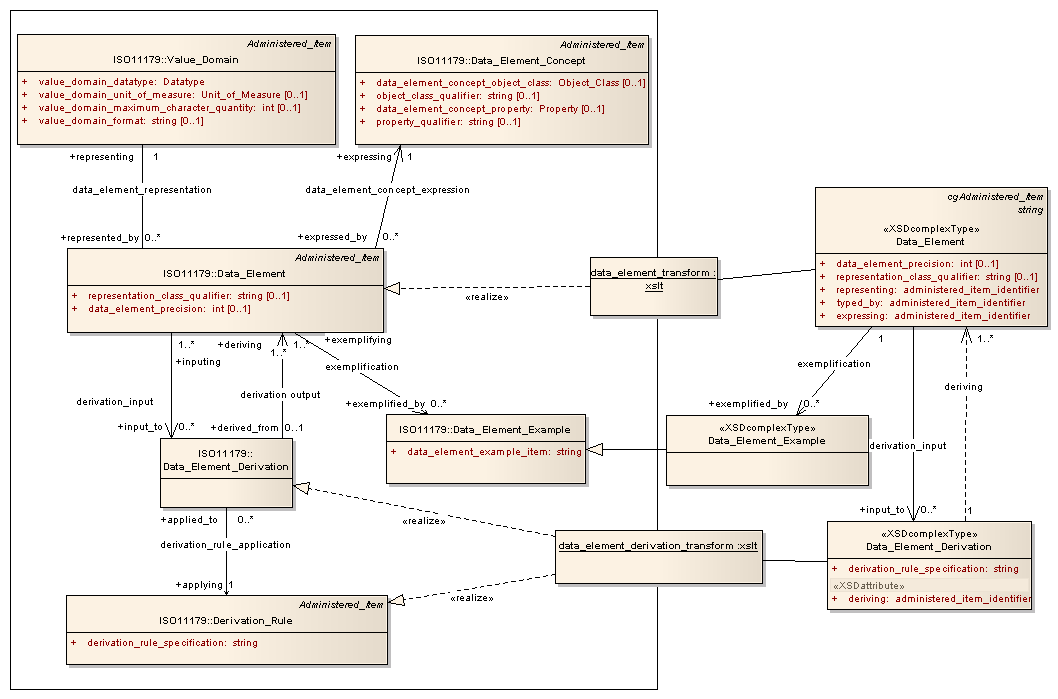 Administered_Item
ISO11179::Value_Domain
+ value_domain_datatype: Datatype
+ value_domain_unit_of_measure: Unit_of_Measure [0..1]
+ value_domain_maximum_character_quantity: int [0..1]
+ value_domain_format: string [0..1]
Administered_Item
ISO11179::Data_Element_Concept
+ data_element_concept_object_class: Object_Class [0..1]
+ object_class_qualifier: string [0..1]
+ data_element_concept_property: Property [0..1]
+ property_qualifier: string [0..1]
+representing 1
data_element_representation
+represented_by 0..*
+expressing 1
data_element_concept_expression
+expressed_by 0..*
Administered_Item
ISO11179::Data_Element
+ representation_class_qualifier: string [0..1]
+ data_element_precision: int [0..1]
«realize»
data_element_transform :
xslt
cgAdministered_Item
string
«XSDcomplexType»
Data_Element
+ data_element_precision: int [0..1]
+ representation_class_qualifier: string [0..1]
+ representing: administered_item_identifier
+ typed_by: administered_item_identifier
+ expressing: administered_item_identifier
1..*
+inputing
derivation_input
+input_to 0..*
+deriving 1..*
derivation output
+derived_from 0..1
1..* +exemplifying
exemplification
+exemplified_by 0..*
1
exemplification
+exemplified_by 0..*
derivation_input
+input_to 0..*
1..*
deriving
1
ISO11179::Data_Element_Example
+ data_element_example_item: string
«XSDcomplexType»
Data_Element_Example
ISO11179::
Data_Element_Derivation
«realize»
+applied_to 0..*
derivation_rule_application
+applying 1
data_element_derivation_transform :xslt
«realize»
«XSDcomplexType»
Data_Element_Derivation
+ derivation_rule_specification: string
«XSDattribute»
+ deriving: administered_item_identifier
Administered_Item
ISO11179::Derivation_Rule
+ derivation_rule_specification: string